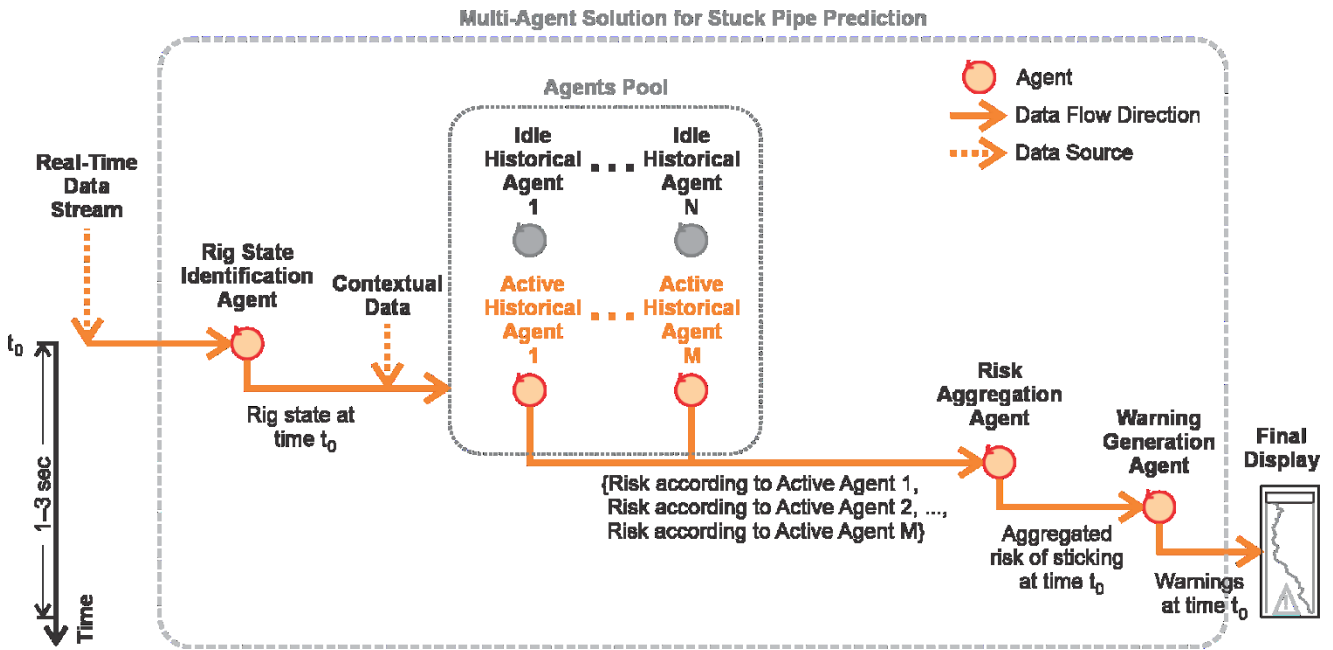 Multi-Agent Solution for Stuck Pipe Prediction
Agent
Data Flow Direction
Data Source
Agents Pool
Idle
Historical
Agent
1
Idle
Historical
Agent
N
Real-Time
Data
Stream
Rig State
Identification
Agent
Contextual
Data
Active
Historical
Agent
1
Active
Historical
Agent
M
t0
Rig state at
time t0
1–3 sec
Time
Risk
Aggregation
Agent
Warning
Generation
Agent
Final
Display
{Risk according to Active Agent 1,
Risk according to Active Agent 2, ...,
Risk according to Active Agent M}
Aggregated
risk of sticking
at time t0
Warnings
at time t0